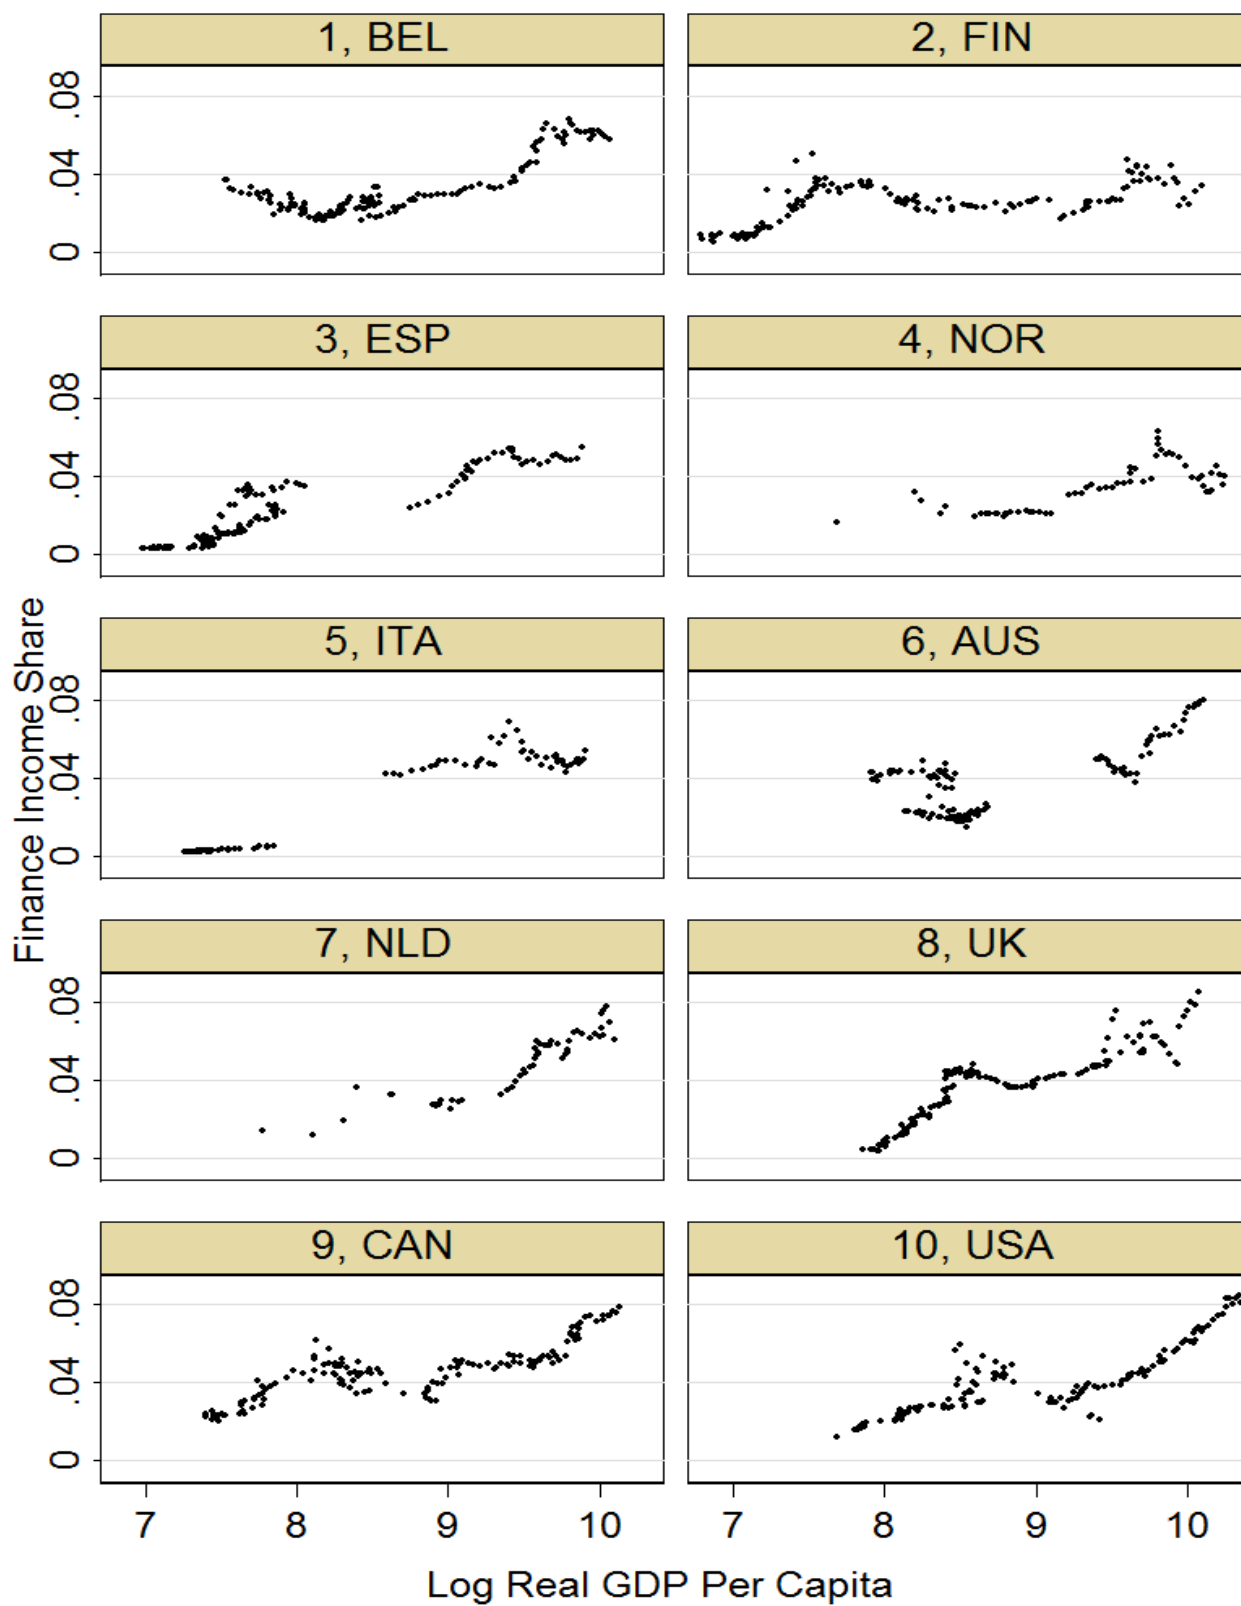 1, BEL
2, FIN
0 .04 .08
3, ESP
4, NOR
0 .04 .08
5, ITA
6, AUS
0 .04 .08
7, NLD
8, UK
0 .04 .08
9, CAN
10, USA
0 .04 .08
7 8 9 10
7 8 9 10
Finance Income Share
Log Real GDP Per Capita